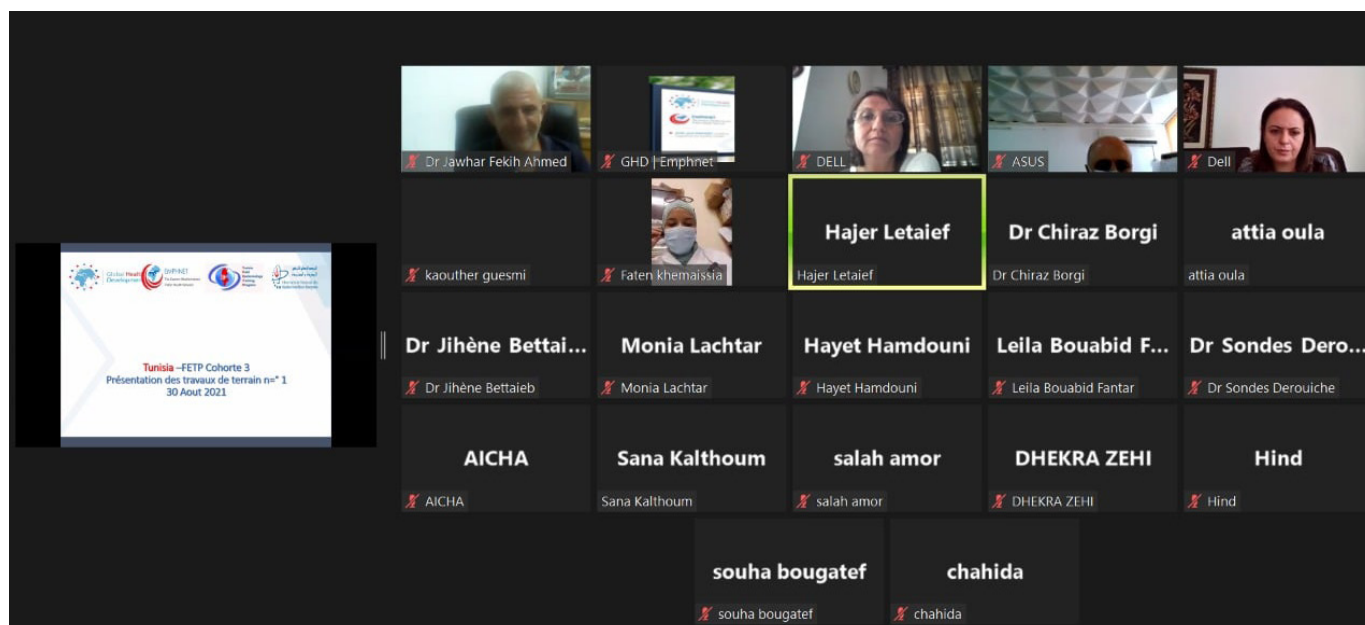 Global Health
Development
EMPHNET
Tunisia –FETP Cohorte 3
Présentation des travaux de terrain n=° 1
30 Aout 2021
Dr Jawhar Fekih Ahmed
GHD | Emphnet
DELL
ASUS
Dell
kaouther guesmi
Faten khemaissia
Hajer Letaief
Hajer Letaief
Dr Chiraz Borgi
Dr Chiraz Borgi
attia oula
attia oula
Dr Jihène Bettai...
Dr Jihène Bettaieb
Monia Lachtar
Monia Lachtar
Hayet Hamdouni
Hayet Hamdouni
Leila Bouabid F...
Leila Bouabid Fantar
Dr Sondes Dero...
Dr Sondes Derouiche
AICHA
AICHA
Sana Kalthoum
Sana Kalthoum
salah amor
salah amor
DHEKRA ZEHI
DHEKRA ZEHI
Hind
Hind
souha bougatef
souha bougatef
chahida
chahida